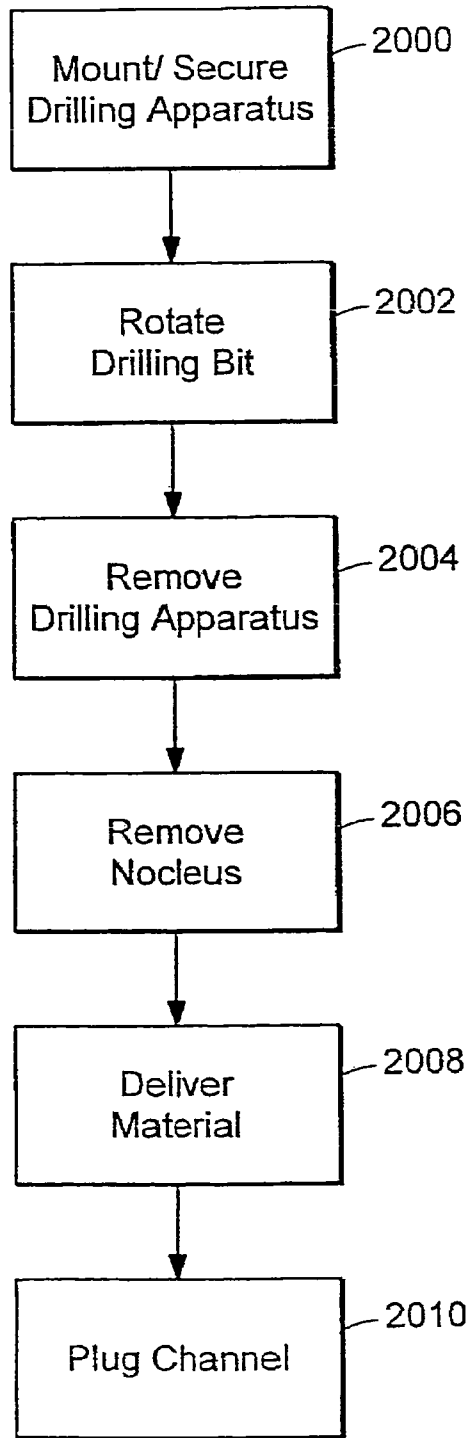 2000
Mount/ Secure
Drilling Apparatus
2002
Rotate
Drilling Bit
2004
Remove
Drilling Apparatus
2006
Remove
Nocleus
2008
Deliver
Material
2010
Plug Channel